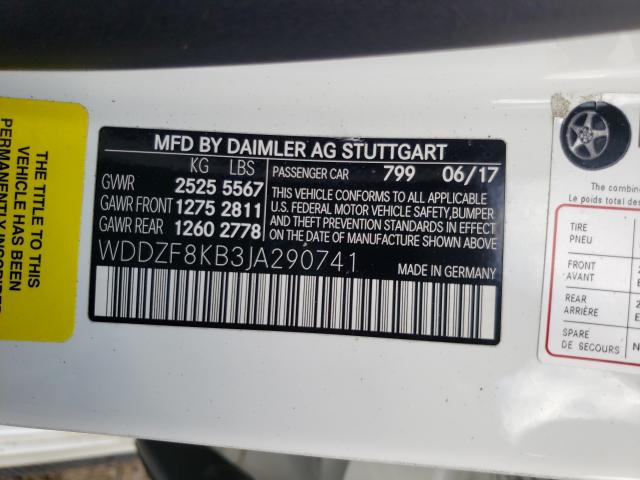 THE TITLE TO THIS
VEHICLE HAS BEEN
PERMANENTLY
MFD BY DAIMLER AG STUTTGART
KG LBS
GVWR 2525 5567
GAWR FRONT 1275 2811
GAWR REAR 1260 2778
PASSENGER CAR 799 06/17
THIS VEHICLE CONFORMS TO ALL APPLICABLE
U.S. FEDERAL MOTOR VEHICLE SAFETY, BUMPER
AND THEFT PREVENTION STANDARDS
IN EFFECT ON THE DATE OF
MANUFACTURE SHOWN ABOVE.
WDDZF8KB3JA290741
MADE IN GERMANY
The combined
Le poids total des
TIRE
PNEU
FRONT
AVANT
REAR
ARRIÈRE
SPARE
DE SECOURS